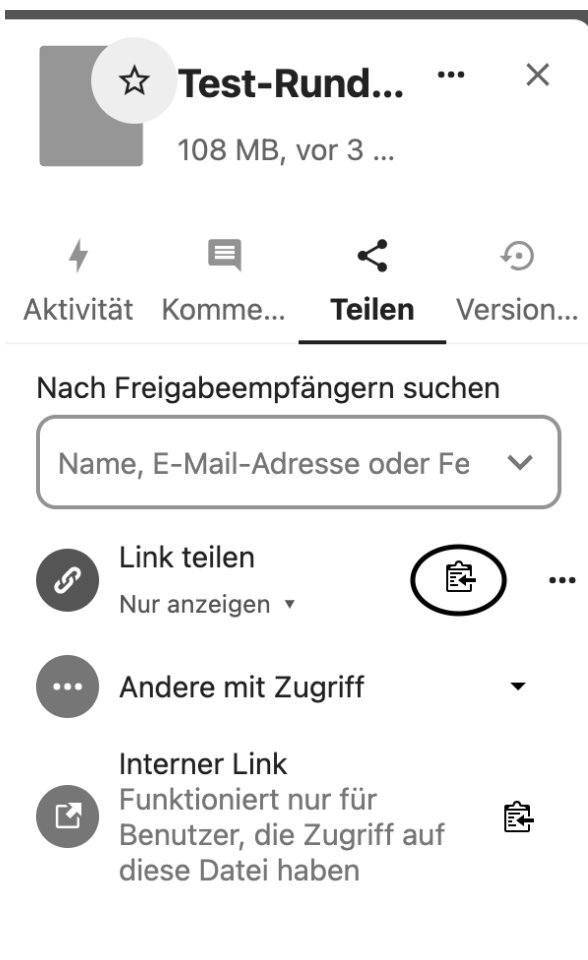 Test-Rund...
108 MB, vor 3 ...
Aktivität Komme... Teilen Version...
Nach Freigabeempfängern suchen
Name, E-Mail-Adresse oder Fe
Link teilen
Nur anzeigen
Andere mit Zugriff
Interner Link
Funktioniert nur für
Benutzer, die Zugriff auf
diese Datei haben